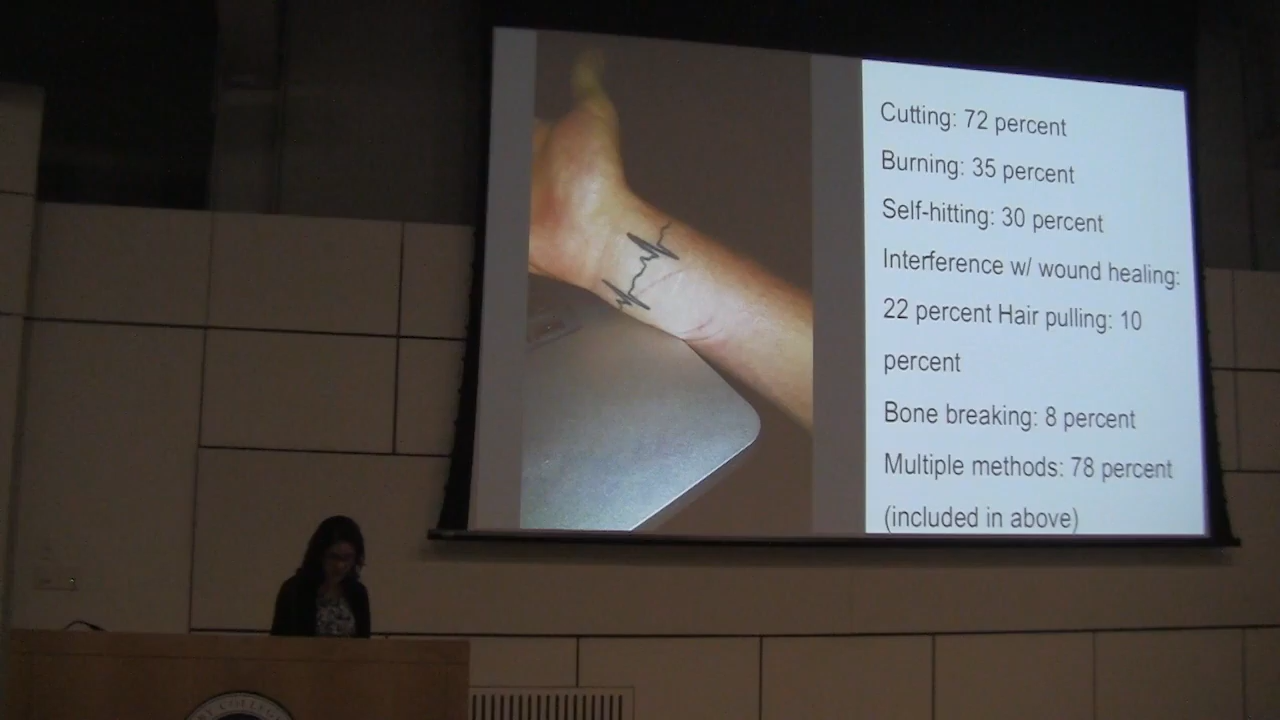 Cutting: 72 percent
Burning: 35 percent
Self-hitting: 30 percent
Interference w/ wound healing:
22 percent Hair pulling: 10
percent
Bone breaking: 8 percent
Multiple methods: 78 percent
(included in above)
COLLEGE